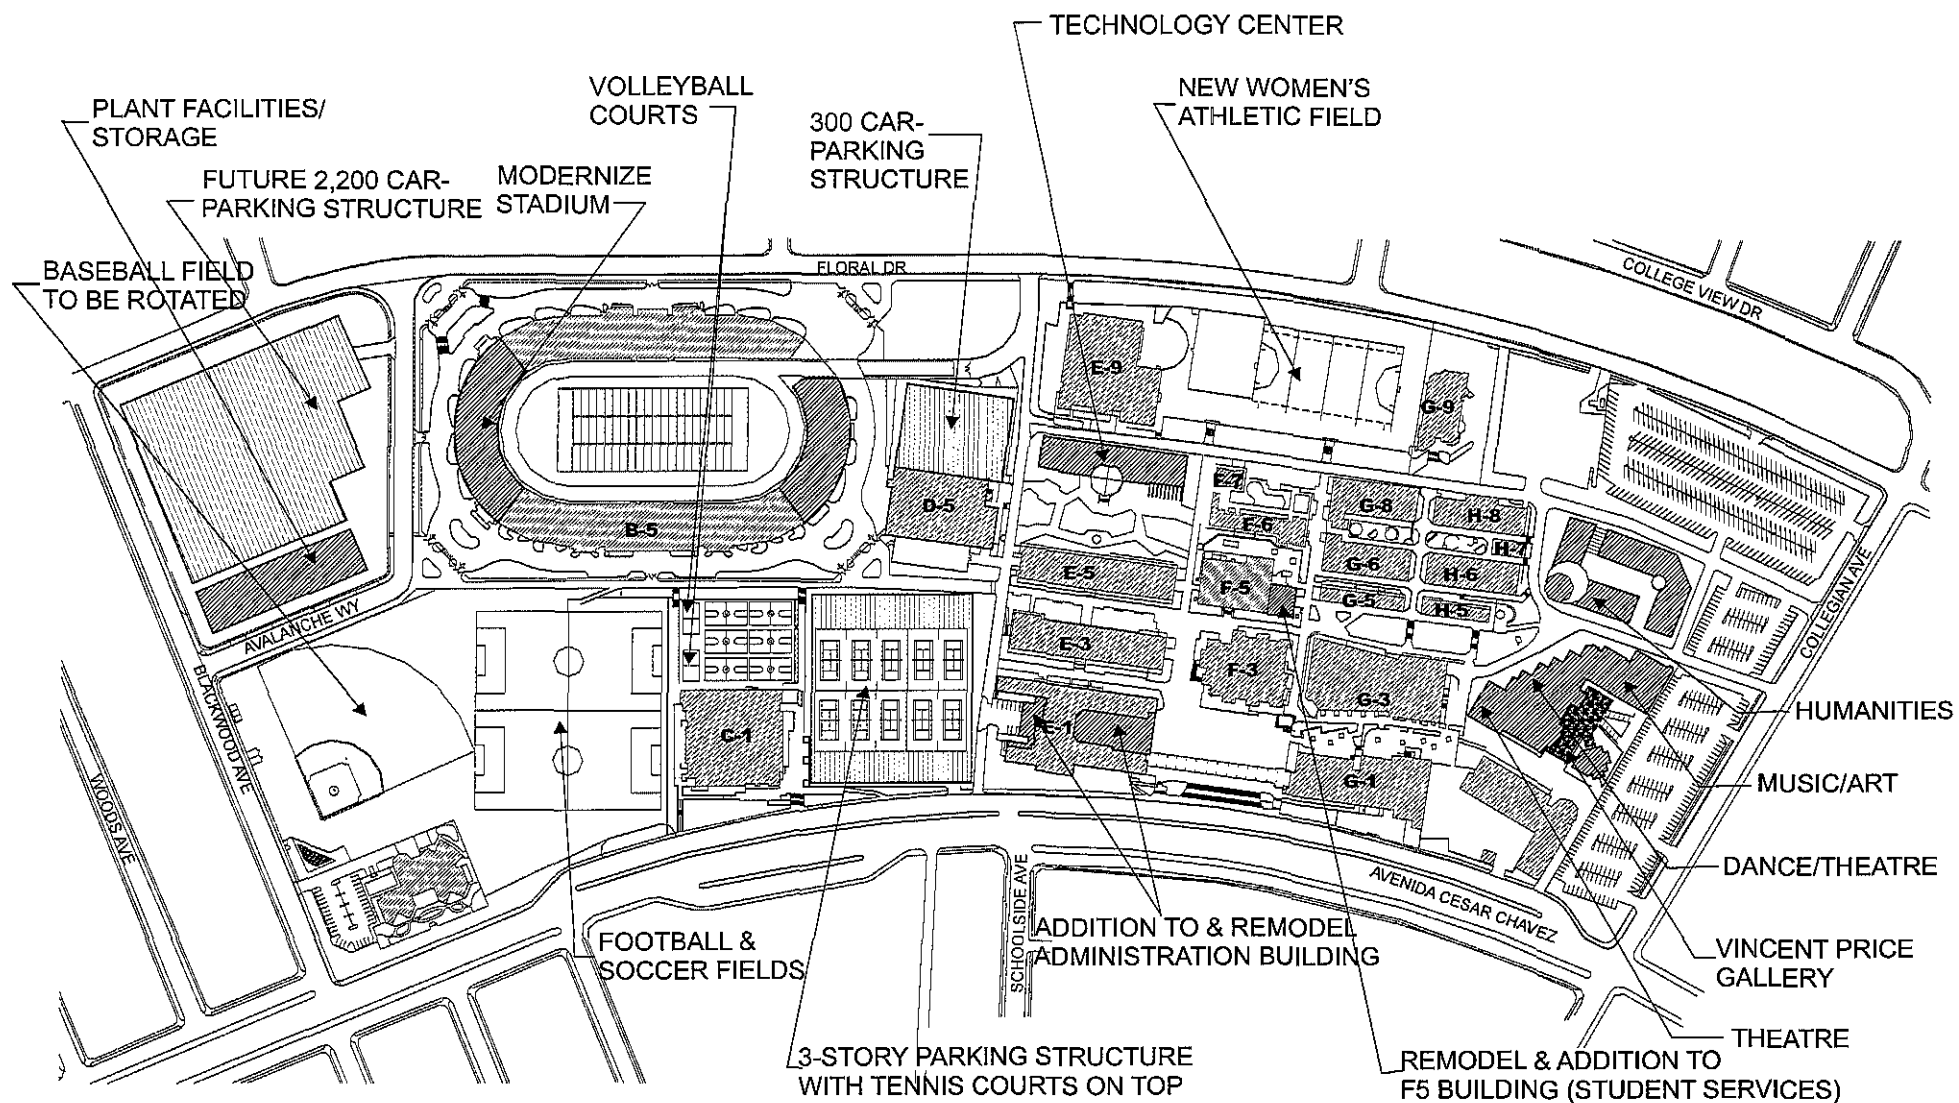 TECHNOLOGY CENTER
VOLLEYBALL
COURTS
NEW WOMEN'S
ATHLETIC FIELD
PLANT FACILITIES/
STORAGE
300 CAR-
PARKING
STRUCTURE
FUTURE 2,200 CAR-
PARKING STRUCTURE
MODERNIZE
STADIUM
BASEBALL FIELD
TO BE ROTATED
FLORAL DR
COLLEGE VIEW DR
E-9
G-9
F-7
G-8
H-8
D-5
B-5
E-6
H-7
E-5
G-6
H-6
F-5
G-5
H-5
AVALANCHE WY
COLLEGIAN AVE
E-3
F-3
G-3
BLACKWOOD AVE
WOODS AVE
C-1
E-1
G-1
HUMANITIES
MUSIC/ART
DANCE/THEATRE
AVENIDA CESAR CHAVEZ
SCHOOLSIDE AVE
FOOTBALL &
SOCCER FIELDS
ADDITION TO & REMODEL
ADMINISTRATION BUILDING
VINCENT PRICE
GALLERY
THEATRE
3-STORY PARKING STRUCTURE
WITH TENNIS COURTS ON TOP
REMODEL & ADDITION TO
F5 BUILDING (STUDENT SERVICES)